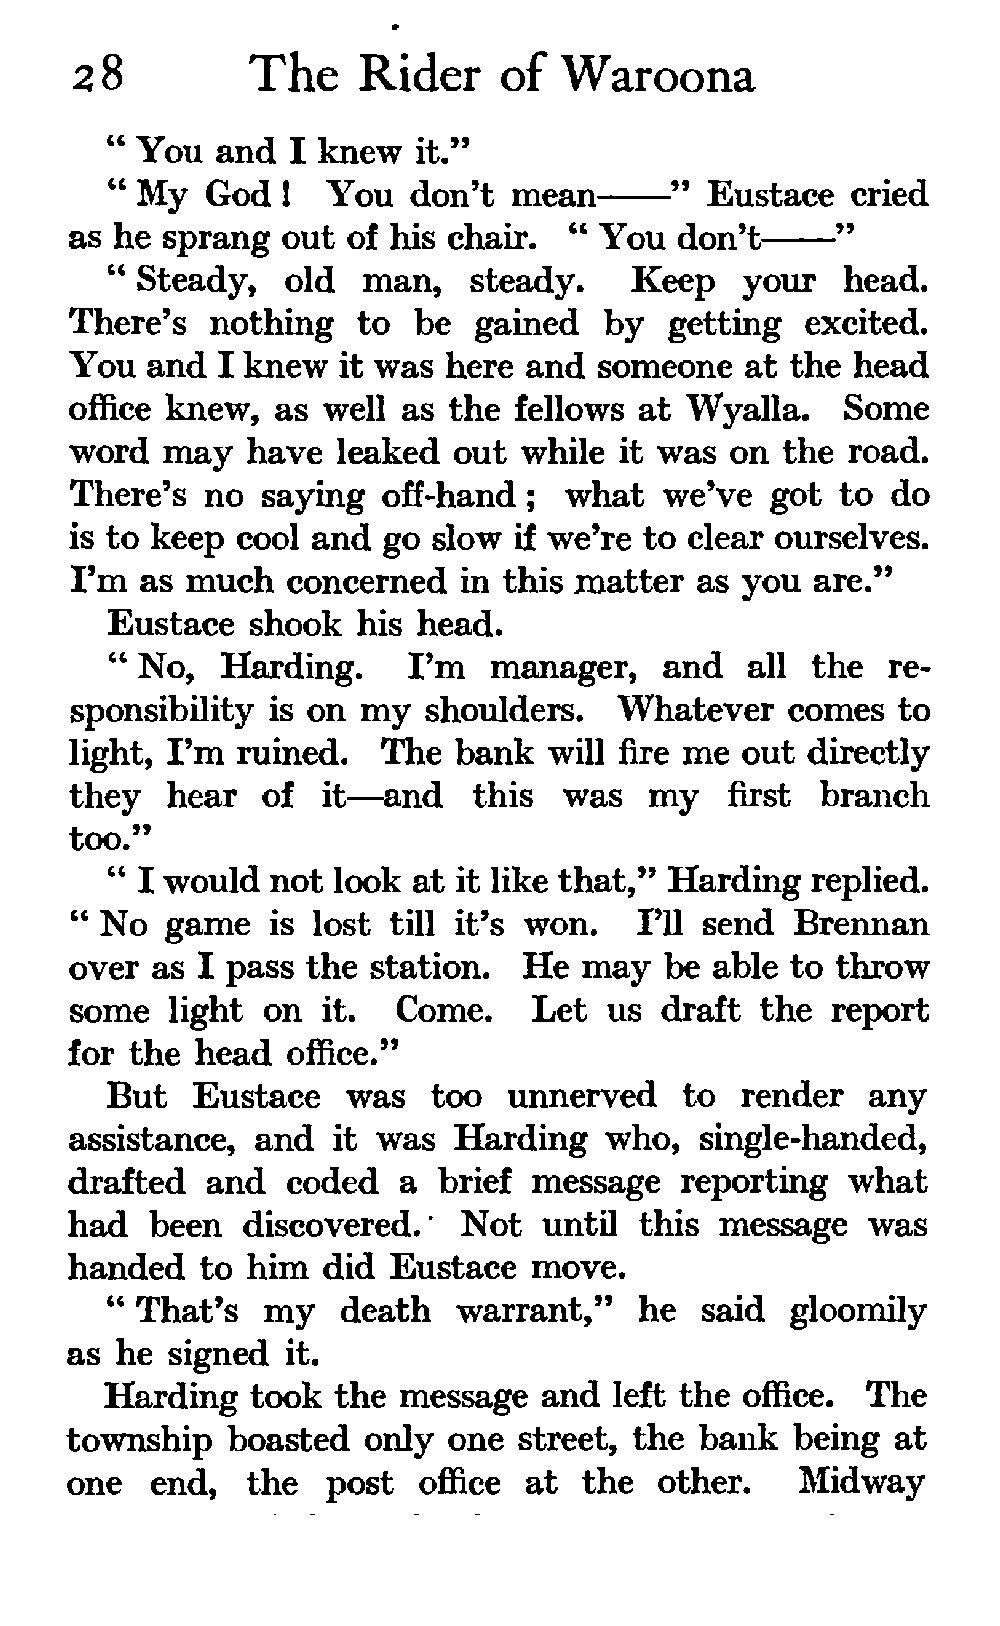 28 The Rider of Waroona
" You and I knew it."
" My God ! You don't mean——" Eustace cried
as he sprang out of his chair. " You don't——"
" Steady, old man, steady. Keep your head.
There's nothing to be gained by getting excited.
You and I knew it was here and someone at the head
office knew, as well as the fellows at Wyalla. Some
word may have leaked out while it was on the road.
There's no saying off-hand ; what we've got to do
is to keep cool and go slow if we're to clear ourselves.
I'm as much concerned in this matter as you are."
Eustace shook his head.
" No, Harding. I'm manager, and all the re-
sponsibility is on my shoulders. Whatever comes to
light, I'm ruined. The bank will fire me out directly
they hear of it—and this was my first branch
too."
" I would not look at it like that," Harding replied.
" No game is lost till it's won. I'll send Brennan
over as I pass the station. He may be able to throw
some light on it. Come. Let us draft the report
for the head office."
But Eustace was too unnerved to render any
assistance, and it was Harding who, single-handed,
drafted and coded a brief message reporting what
had been discovered. Not until this message was
handed to him did Eustace move.
" That's my death warrant," he said gloomily
as he signed it.
Harding took the message and left the office. The
township boasted only one street, the bank being at
one end, the post office at the other. Midway